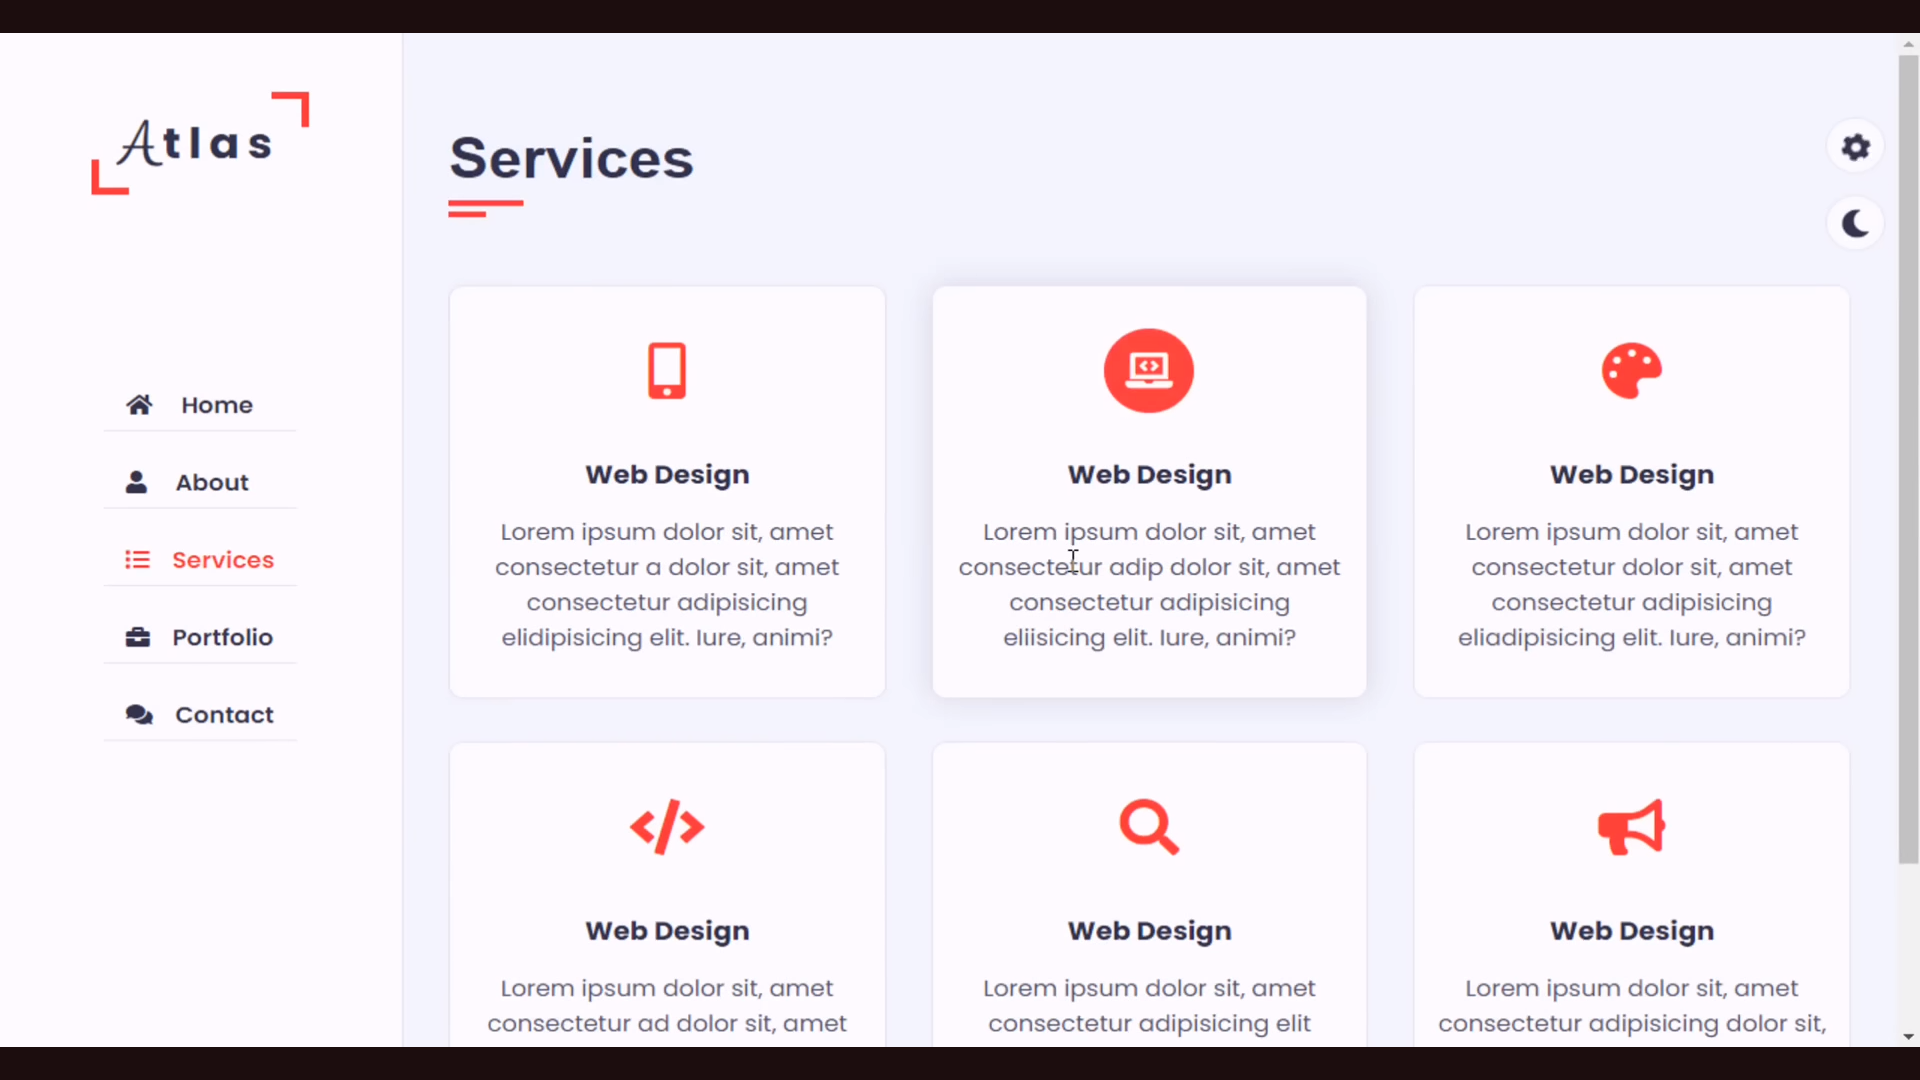 Atlas
Home
About
Services
Portfolio
Contact
Services
Web Design
Lorem ipsum dolor sit, amet
consectetur a dolor sit, amet
consectetur adipisicing
elidipisicing elit. Iure, animi?
Web Design
Lorem ipsum dolor sit, amet
consectetur adip dolor sit, amet
consectetur adipisicing
eliisicing elit. Iure, animi?
Web Design
Lorem ipsum dolor sit, amet
consectetur dolor sit, amet
consectetur adipisicing
eliadipisicing elit. Iure, animi?
Web Design
Lorem ipsum dolor sit, amet
consectetur ad dolor sit, amet
Web Design
Lorem ipsum dolor sit, amet
consectetur adipisicing elit
Web Design
Lorem ipsum dolor sit, amet
consectetur adipisicing dolor sit,